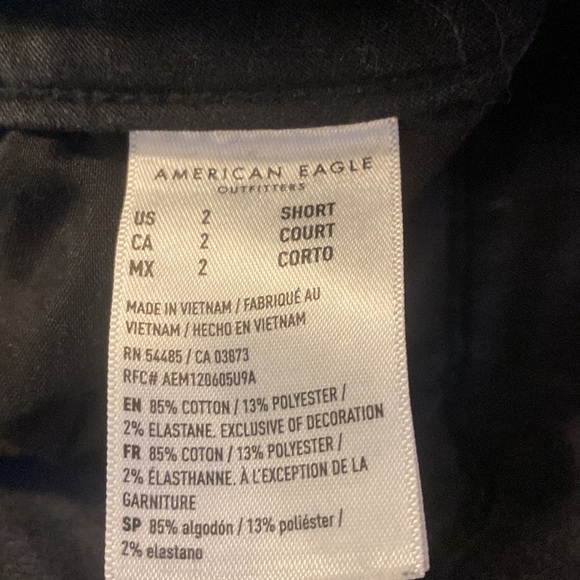 AMERICAN EAGLE
OUTFITTERS
US 2 SHORT
CA 2 COURT
MX 2 CORTO
MADE IN VIETNAM / FABRIQUÉ AU
VIETNAM / HECHO EN VIETNAM
RN 54485 / CA 03873
RFC# AEM120605U9A
EN 85% COTTON / 13% POLYESTER /
2% ELASTANE. EXCLUSIVE OF DECORATION
FR 85% COTON / 13% POLYESTER /
2% ÉLASTHANNE. À L'EXCEPTION DE LA
GARNITURE
SP 85% algodón / 13% poliéster /
2% elastano